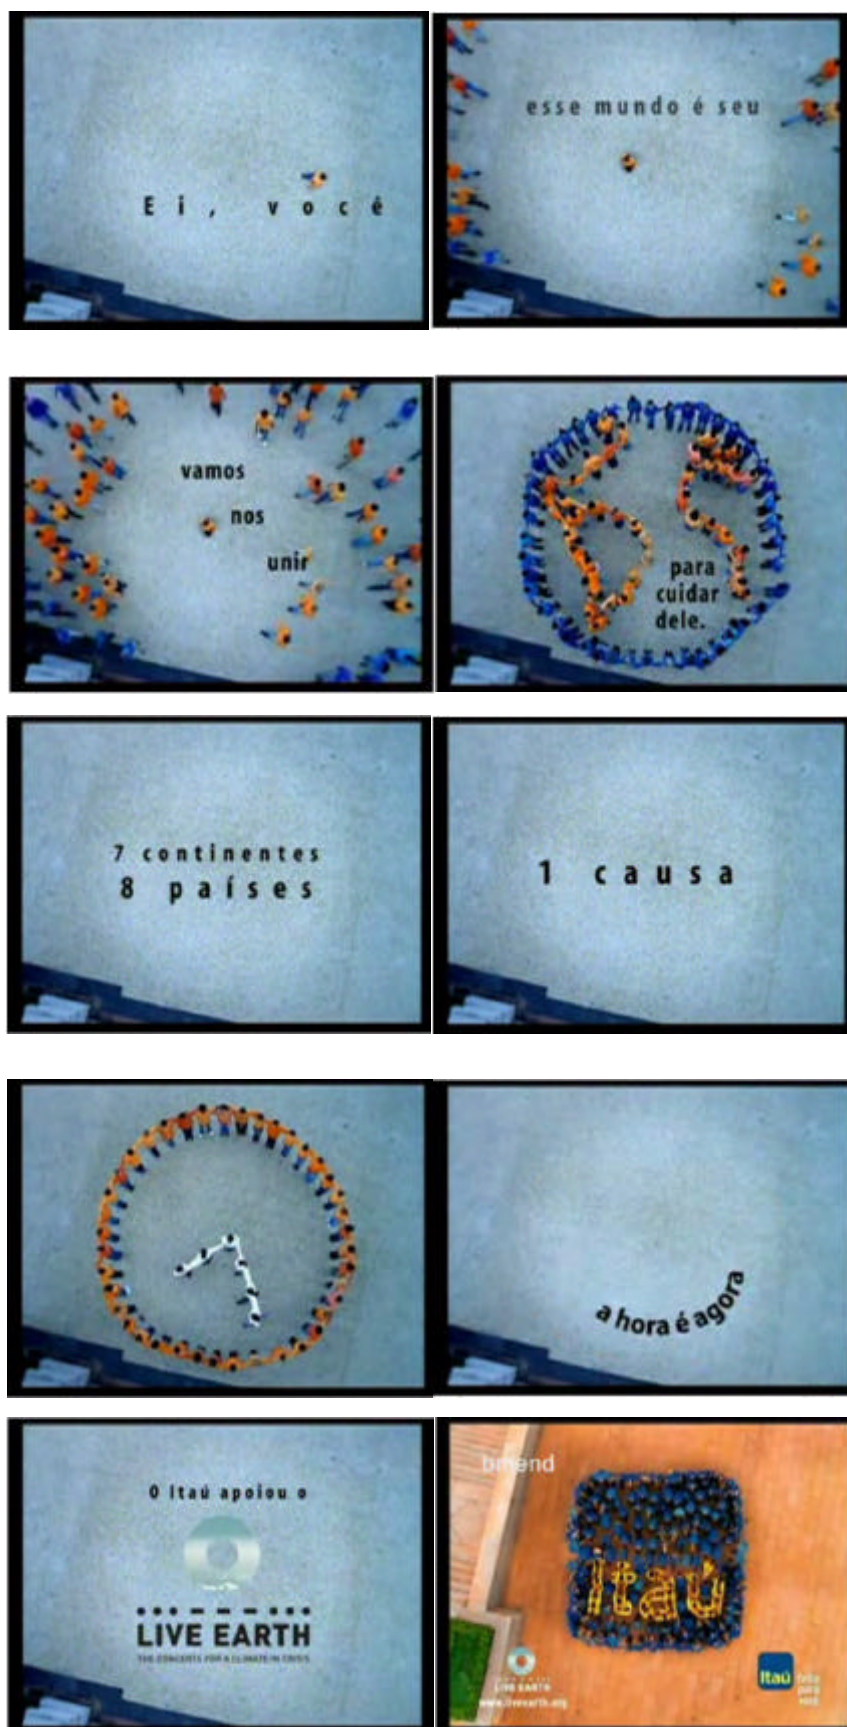 Ei, você
esse mundo é seu
vamos
nos
unir
para
cuidar
dele.
7 continentes
8 países
1 causa
a hora é agora
O Itaú apoiou o
LIVE EARTH
THE CONCERTS FOR A CLIMATE IN CRISIS
Itaú
LIVE EARTH
www.liveearth.org
Itaú
feito
para
você